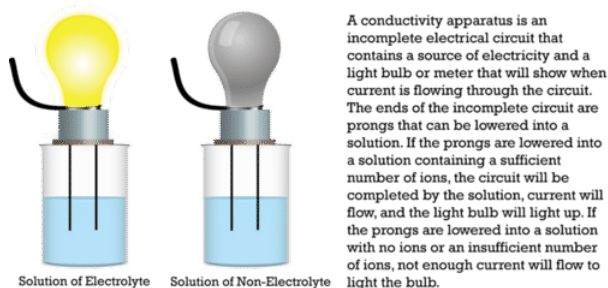 A conductivity apparatus is an
incomplete electrical circuit that
contains a source of electricity and a
light bulb or meter that will show when
current is flowing through the circuit.
The ends of the incomplete circuit are
prongs that can be lowered into a
solution. If the prongs are lowered into
a solution containing a sufficient
number of ions, the circuit will be
completed by the solution, current will
flow, and the light bulb will light up. If
the prongs are lowered into a solution
with no ions or an insufficient number
of ions, not enough current will flow to
light the bulb.
Solution of Electrolyte
Solution of Non-Electrolyte